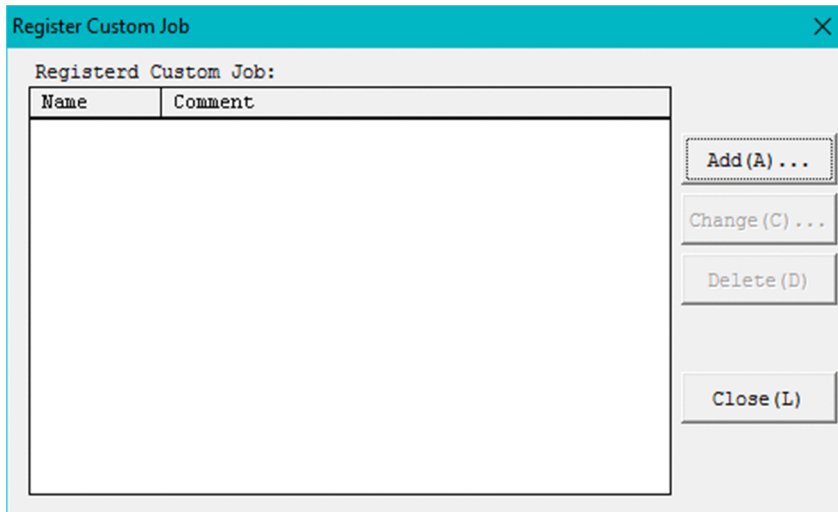 Register Custom Job
Registerd Custom Job:
Name Comment
Add(A)...
Change(C)...
Delete(D)
Close(L)